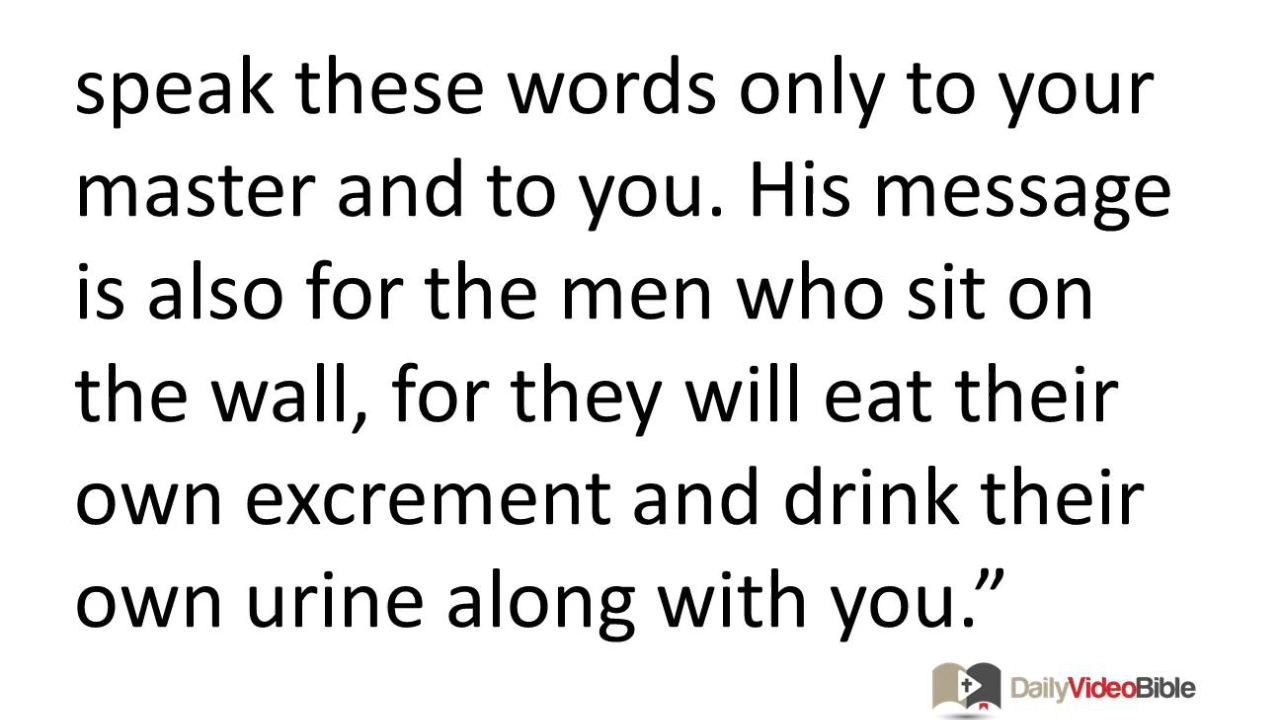 speak these words only to your
master and to you. His message
is also for the men who sit on
the wall, for they will eat their
own excrement and drink their
own urine along with you.”
DailyVideoBible